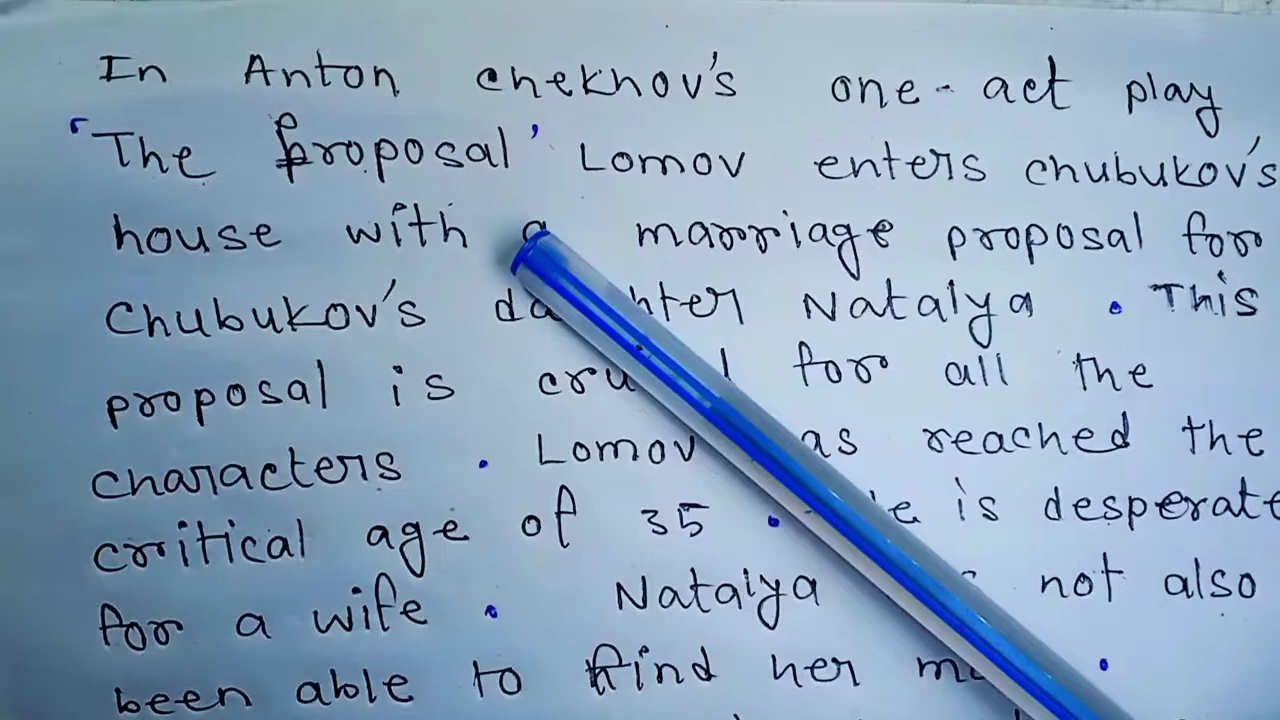 In Anton chekhov's one-act play
'The Proposal' Lomov enters chubukov's
house with a marriage proposal for
Chubukov's Natalya. This
proposal is for all the
characters. Lomov reached the
critical age of 35. is desperate
for a wife. Natalya not also
been able to find her